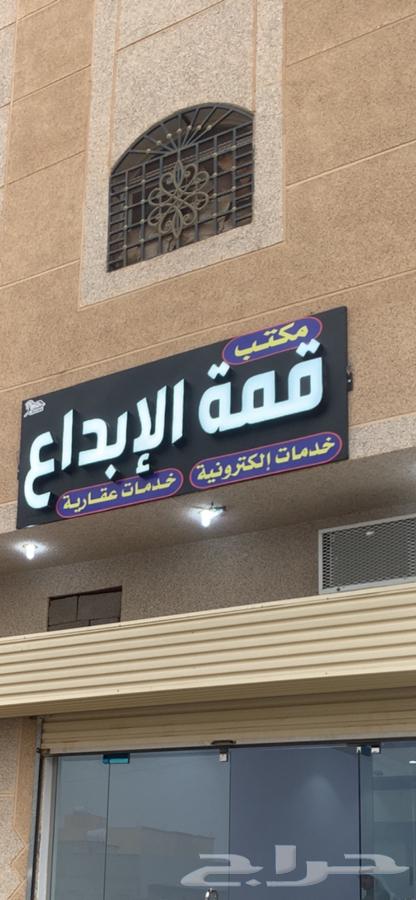 مكتب
قمة الإبداع
خدمات إلكترونية خدمات عقارية
حراج